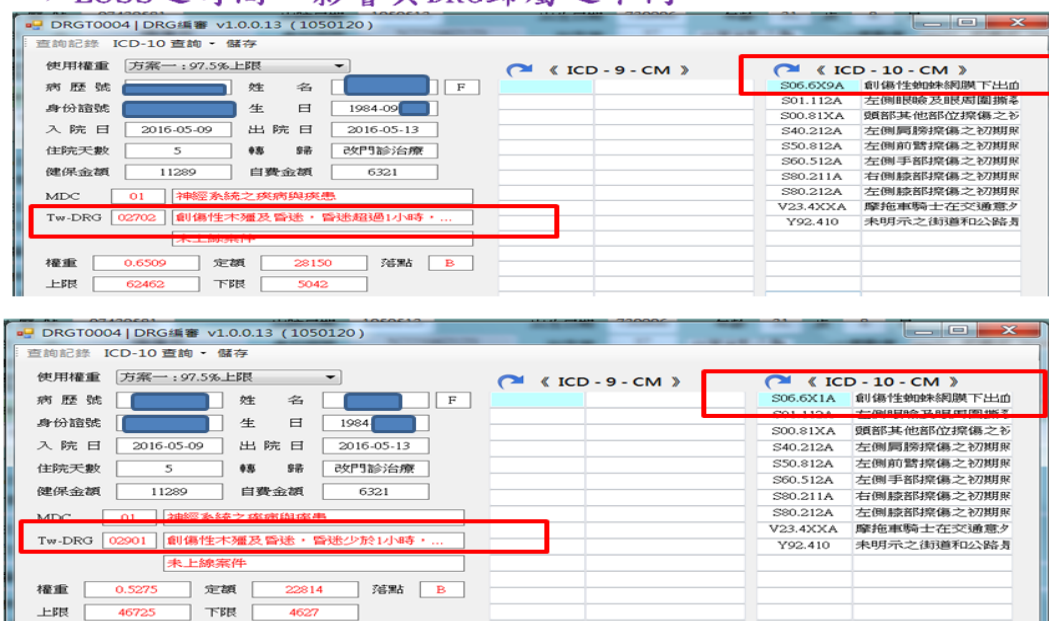 DRGT0004 | DRG編審 v1.0.0.13 (1050120)
查詢記錄 ICD-10 查詢 儲存
使用權重 方案一 : 97.5%上限
《 ICD - 9 - CM 》 《 ICD - 10 - CM 》
病 歷 號 姓 名 F
身份證號 生 日 1984-09
入 院 日 2016-05-09 出 院 日 2016-05-13
住院天數 5 轉 歸 改門診治療
健保金額 11289 自費金額 6321
MDC 01 神經系統之疾病與疾患
Tw-DRG 02702 創傷性木殭及昏迷，昏迷超過1小時，...
未上線案件
權重 0.6509 定額 28150 落點 B
上限 62462 下限 5042
S06.6X9A 創傷性蜘蛛網膜下出血
S01.112A 左側眼瞼及眼周圍撕
S00.81XA 頭部其他部位擦傷之初
S40.212A 左側肩膀擦傷之初期照
S50.812A 左側前臂擦傷之初期照
S60.512A 左側手部擦傷之初期照
S80.211A 右側膝部擦傷之初期照
S80.212A 左側膝部擦傷之初期照
V23.4XXA 摩拖車騎士在交通意外
Y92.410 未明示之街道和公路為
DRGT0004 | DRG編審 v1.0.0.13 (1050120)
查詢記錄 ICD-10 查詢 儲存
使用權重 方案一 : 97.5%上限
《 ICD - 9 - CM 》 《 ICD - 10 - CM 》
病 歷 號 姓 名 F
身份證號 生 日 1984
入 院 日 2016-05-09 出 院 日 2016-05-13
住院天數 5 轉 歸 改門診治療
健保金額 11289 自費金額 6321
MDC 01 神經系統之疾病與疾患
Tw-DRG 02901 創傷性木殭及昏迷，昏迷少於1小時，...
未上線案件
權重 0.5275 定額 22814 落點 B
上限 46725 下限 4627
S06.6X1A 創傷性蜘蛛網膜下出血
S01.112A 左側眼瞼及眼周圍撕
S00.81XA 頭部其他部位擦傷之初
S40.212A 左側肩膀擦傷之初期照
S50.812A 左側前臂擦傷之初期照
S60.512A 左側手部擦傷之初期照
S80.211A 右側膝部擦傷之初期照
S80.212A 左側膝部擦傷之初期照
V23.4XXA 摩拖車騎士在交通意外
Y92.410 未明示之街道和公路為